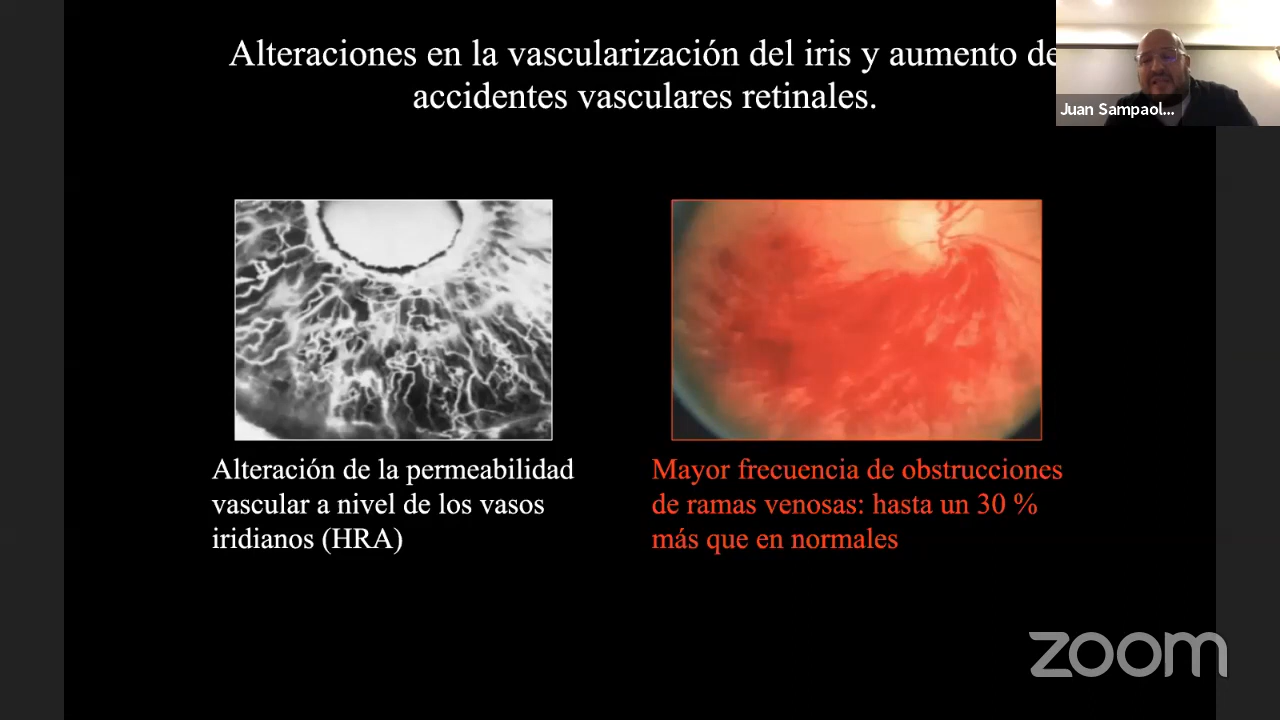 Alteraciones en la vascularización del iris y aumento de
accidentes vasculares retinales.
Juan Sampaol...
Alteración de la permeabilidad
vascular a nivel de los vasos
iridianos (HRA)
Mayor frecuencia de obstrucciones
de ramas venosas: hasta un 30 %
más que en normales
zoom